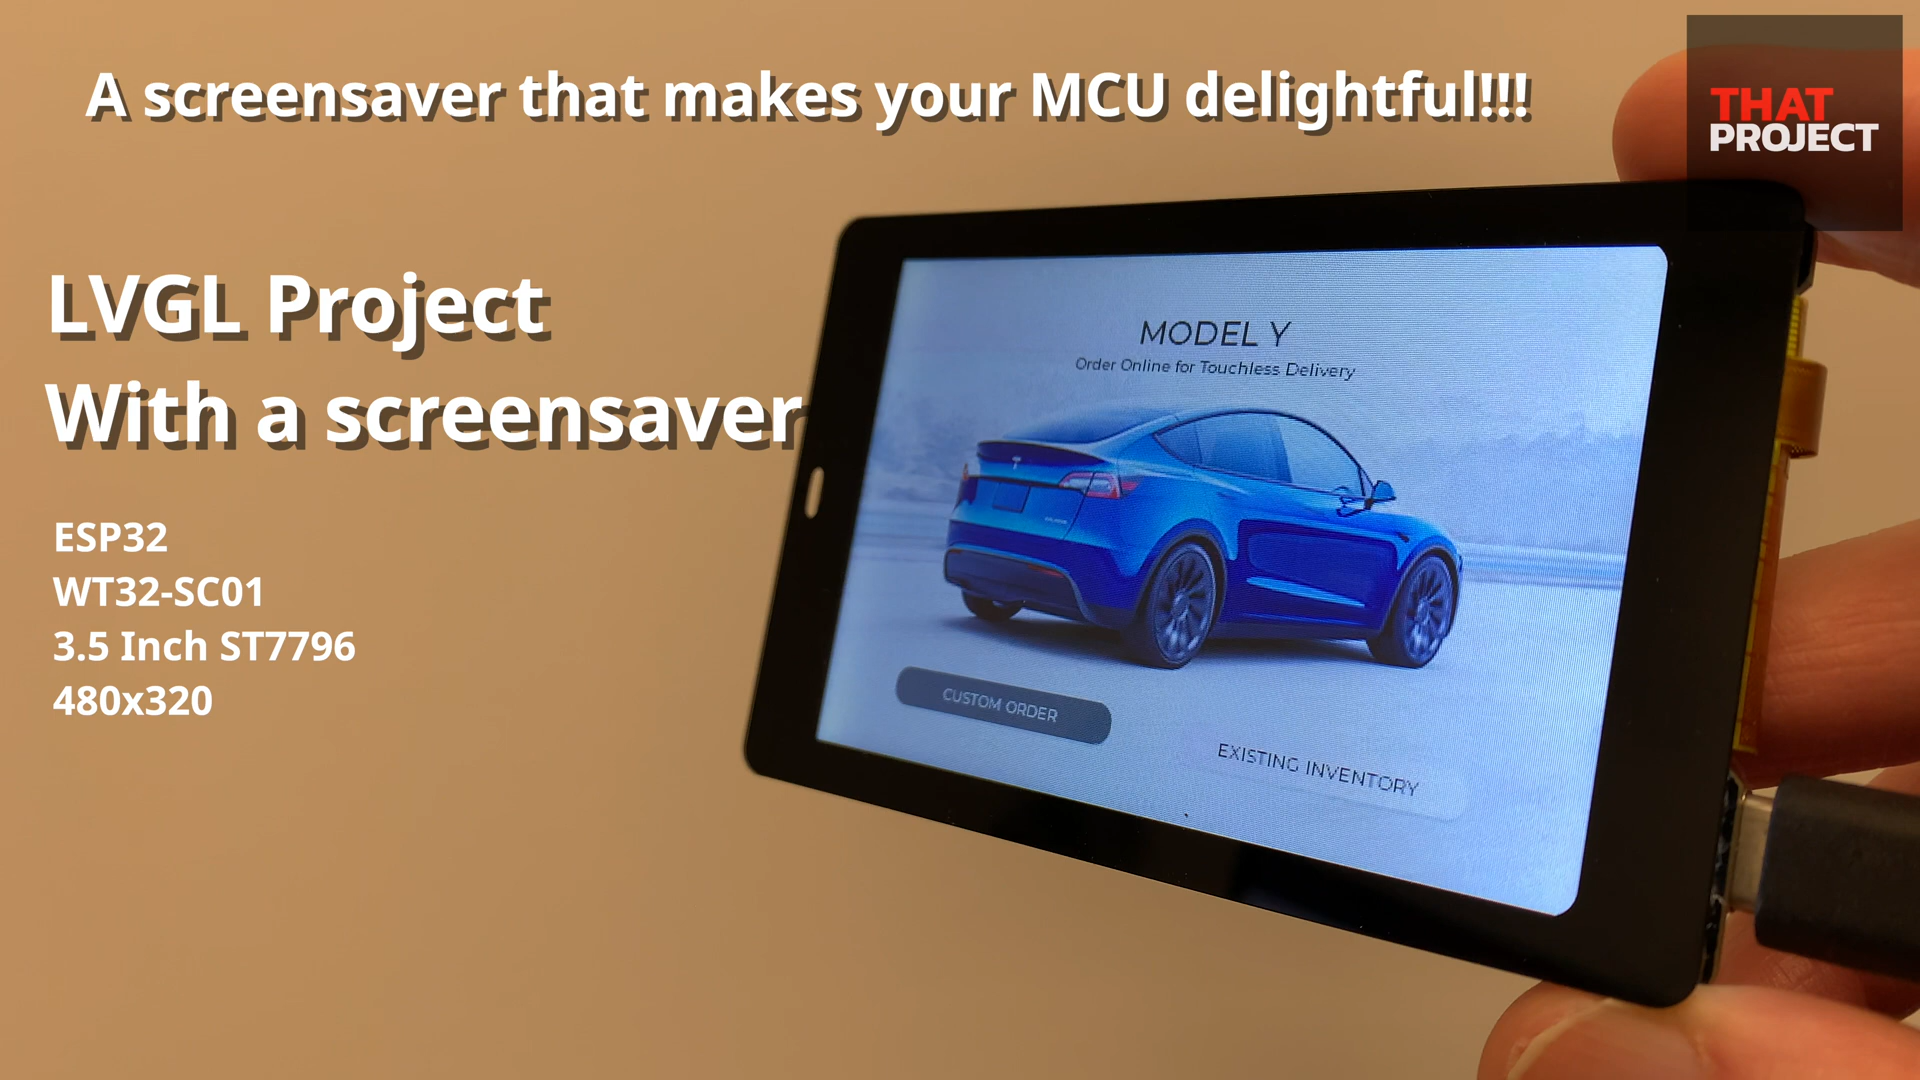 A screensaver that makes your MCU delightful!!!
THAT
PROJECT
LVGL Project
With a screensaver
ESP32
WT32-SC01
3.5 Inch ST7796
480x320
MODEL Y
Order Online for Touchless Delivery
CUSTOM ORDER
EXISTING INVENTORY